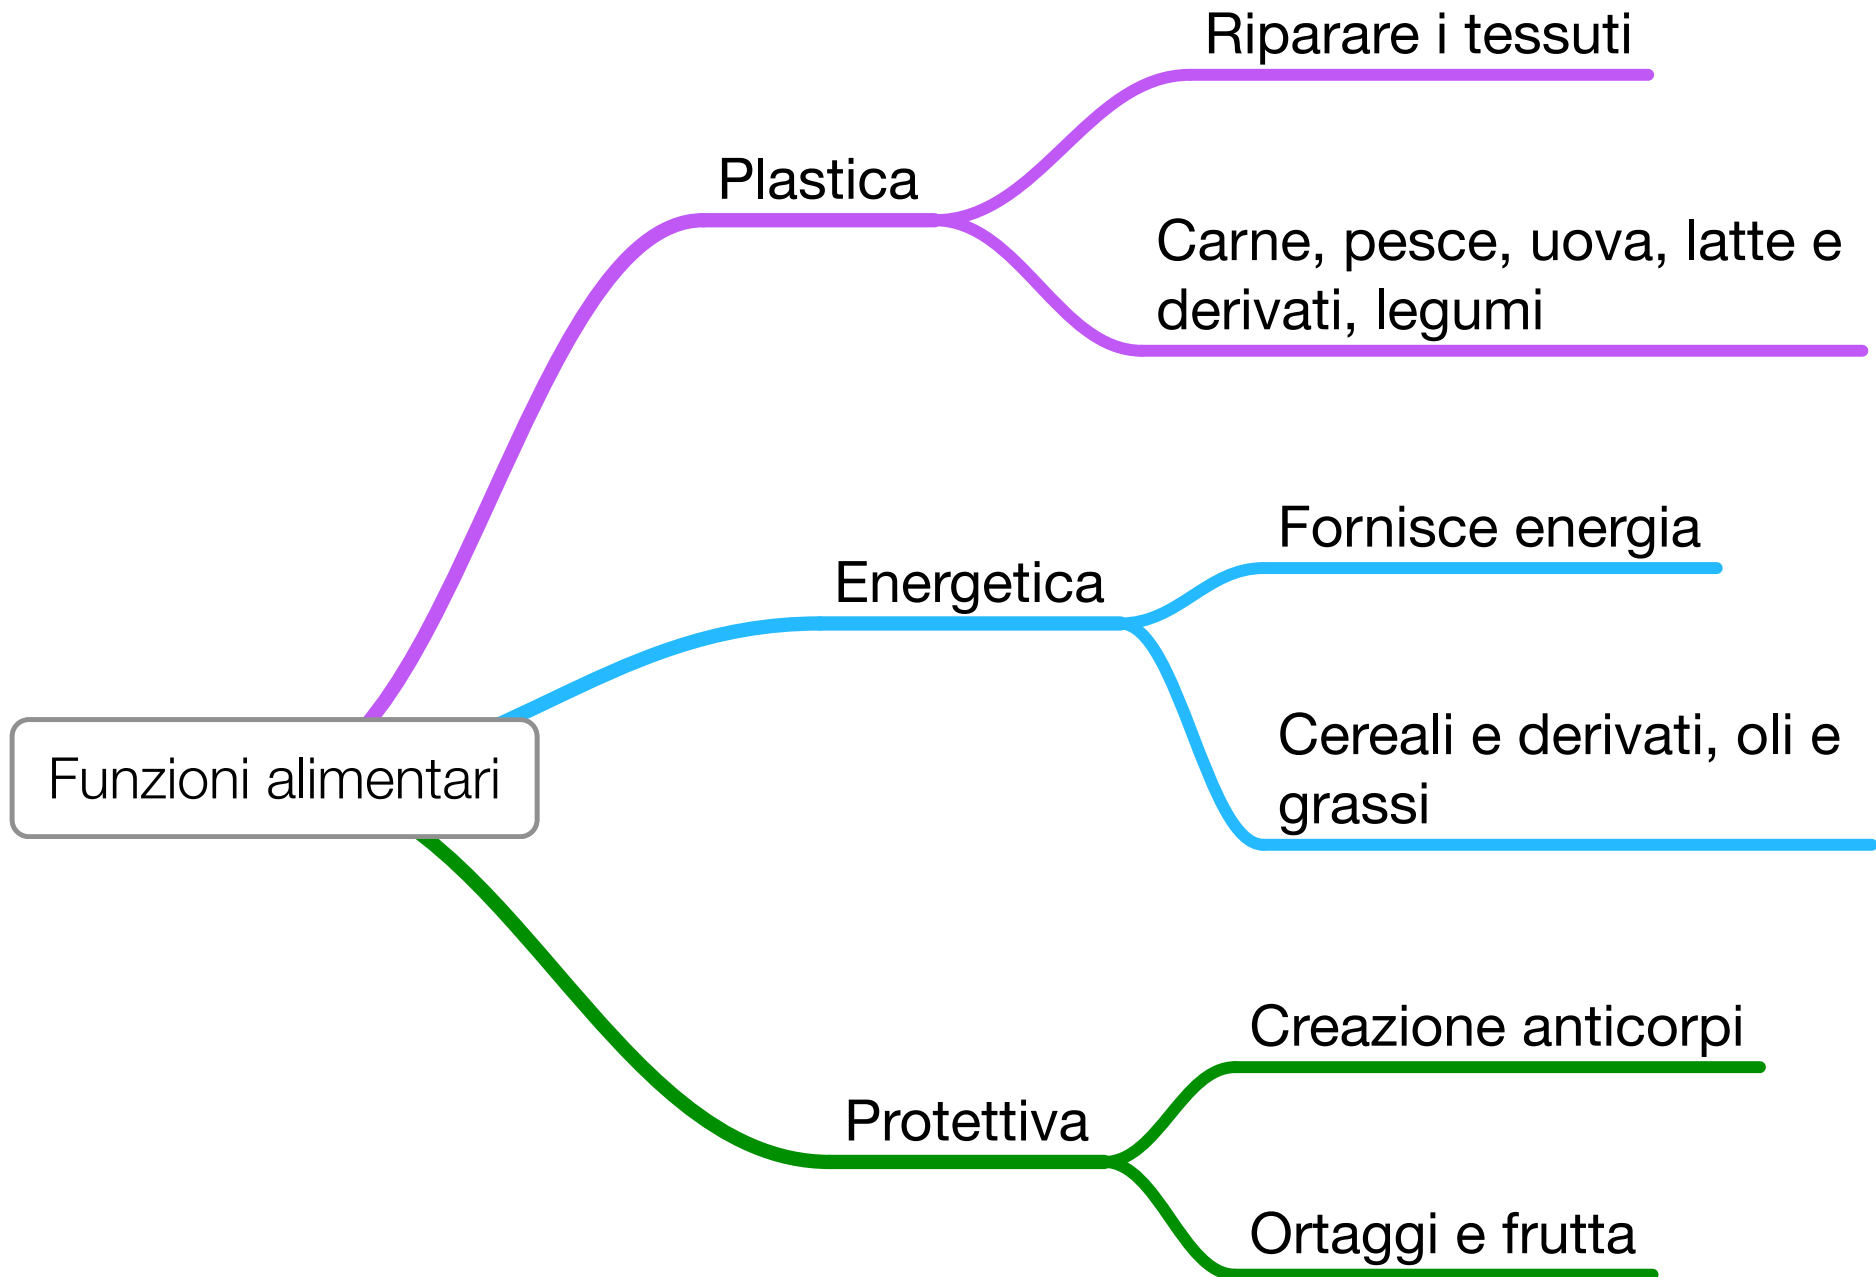 Riparare i tessuti
Plastica
Carne, pesce, uova, latte e
derivati, legumi
Fornisce energia
Energetica
Cereali e derivati, oli e
grassi
Funzioni alimentari
Creazione anticorpi
Protettiva
Ortaggi e frutta